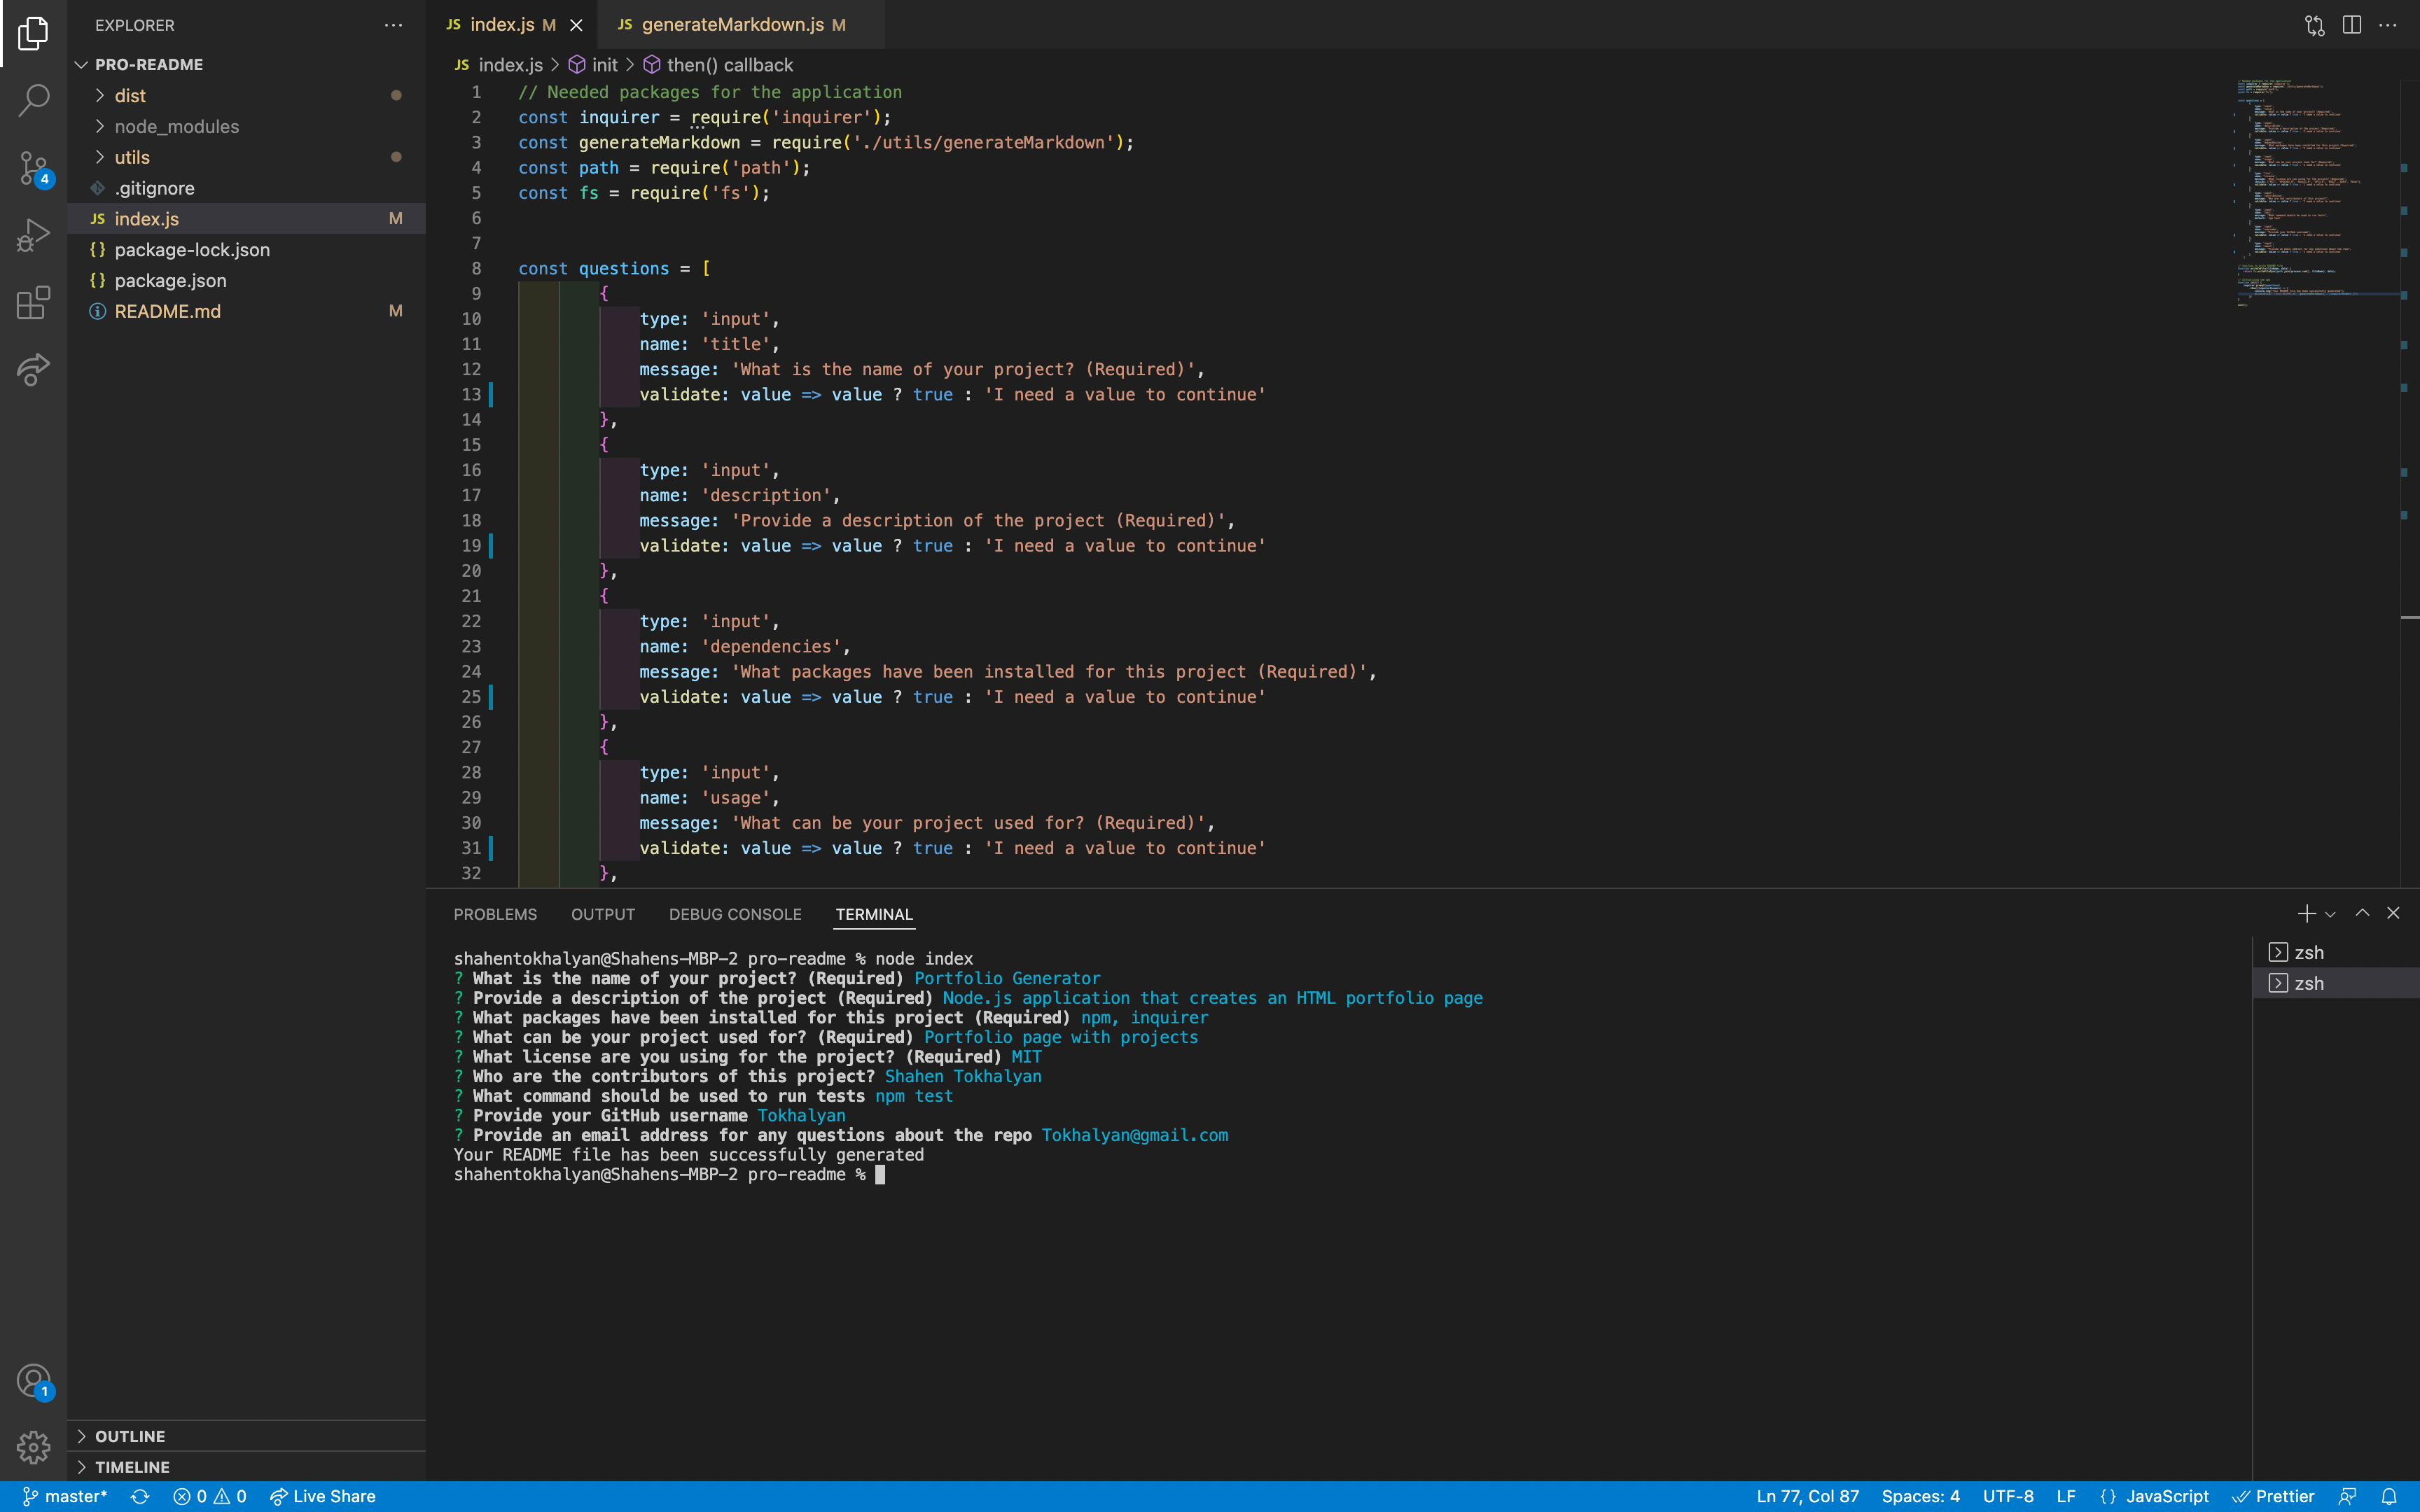 EXPLORER
PRO-README
dist
node_modules
utils
.gitignore
JS index.js M
{} package-lock.json
{} package.json
README.md M
OUTLINE
TIMELINE
4
1
JS index.js M
JS generateMarkdown.js M
JS index.js > init > then() callback
1 // Needed packages for the application
2 const inquirer = require('inquirer');
3 const generateMarkdown = require('./utils/generateMarkdown');
4 const path = require('path');
5 const fs = require('fs');
6
7
8 const questions = [
9 {
10 type: 'input',
11 name: 'title',
12 message: 'What is the name of your project? (Required)',
13 validate: value => value ? true : 'I need a value to continue'
14 },
15 {
16 type: 'input',
17 name: 'description',
18 message: 'Provide a description of the project (Required)',
19 validate: value => value ? true : 'I need a value to continue'
20 },
21 {
22 type: 'input',
23 name: 'dependencies',
24 message: 'What packages have been installed for this project (Required)',
25 validate: value => value ? true : 'I need a value to continue'
26 },
27 {
28 type: 'input',
29 name: 'usage',
30 message: 'What can be your project used for? (Required)',
31 validate: value => value ? true : 'I need a value to continue'
32 },
PROBLEMS OUTPUT DEBUG CONSOLE TERMINAL
shahentokhalyan@Shahens-MBP-2 pro-readme % node index
? What is the name of your project? (Required) Portfolio Generator
? Provide a description of the project (Required) Node.js application that creates an HTML portfolio page
? What packages have been installed for this project (Required) npm, inquirer
? What can be your project used for? (Required) Portfolio page with projects
? What license are you using for the project? (Required) MIT
? Who are the contributors of this project? Shahen Tokhalyan
? What command should be used to run tests npm test
? Provide your GitHub username Tokhalyan
? Provide an email address for any questions about the repo Tokhalyan@gmail.com
Your README file has been successfully generated
shahentokhalyan@Shahens-MBP-2 pro-readme %
zsh
zsh
master* 0 0 Live Share
Ln 77, Col 87 Spaces: 4 UTF-8 LF {} JavaScript Prettier